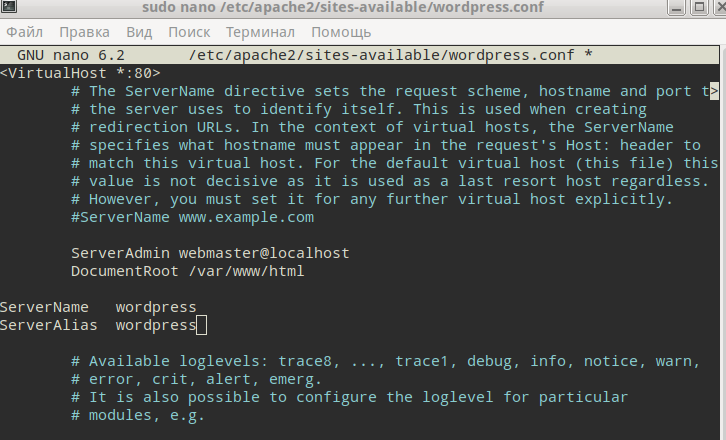 sudo nano /etc/apache2/sites-available/wordpress.conf
Файл Правка Вид Поиск Терминал Помощь
GNU nano 6.2 /etc/apache2/sites-available/wordpress.conf *
<VirtualHost *:80>
# The ServerName directive sets the request scheme, hostname and port t>
# the server uses to identify itself. This is used when creating
# redirection URLs. In the context of virtual hosts, the ServerName
# specifies what hostname must appear in the request's Host: header to
# match this virtual host. For the default virtual host (this file) this
# value is not decisive as it is used as a last resort host regardless.
# However, you must set it for any further virtual host explicitly.
#ServerName www.example.com
ServerAdmin webmaster@localhost
DocumentRoot /var/www/html
ServerName wordpress
ServerAlias wordpress
# Available loglevels: trace8, ..., trace1, debug, info, notice, warn,
# error, crit, alert, emerg.
# It is also possible to configure the loglevel for particular
# modules, e.g.